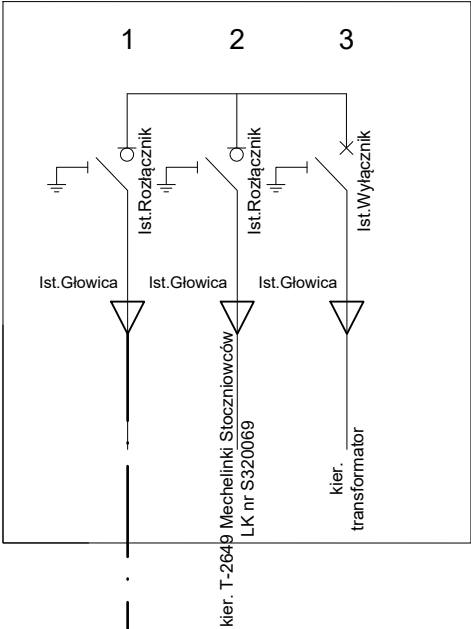 1 2 3
Ist.Rozłącznik
Ist.Rozłącznik
Ist.Wyłącznik
Ist.Głowica
Ist.Głowica
Ist.Głowica
kier. T-2649 Mechelinki Stoczniowców
LK nr S320069
kier.
transformator